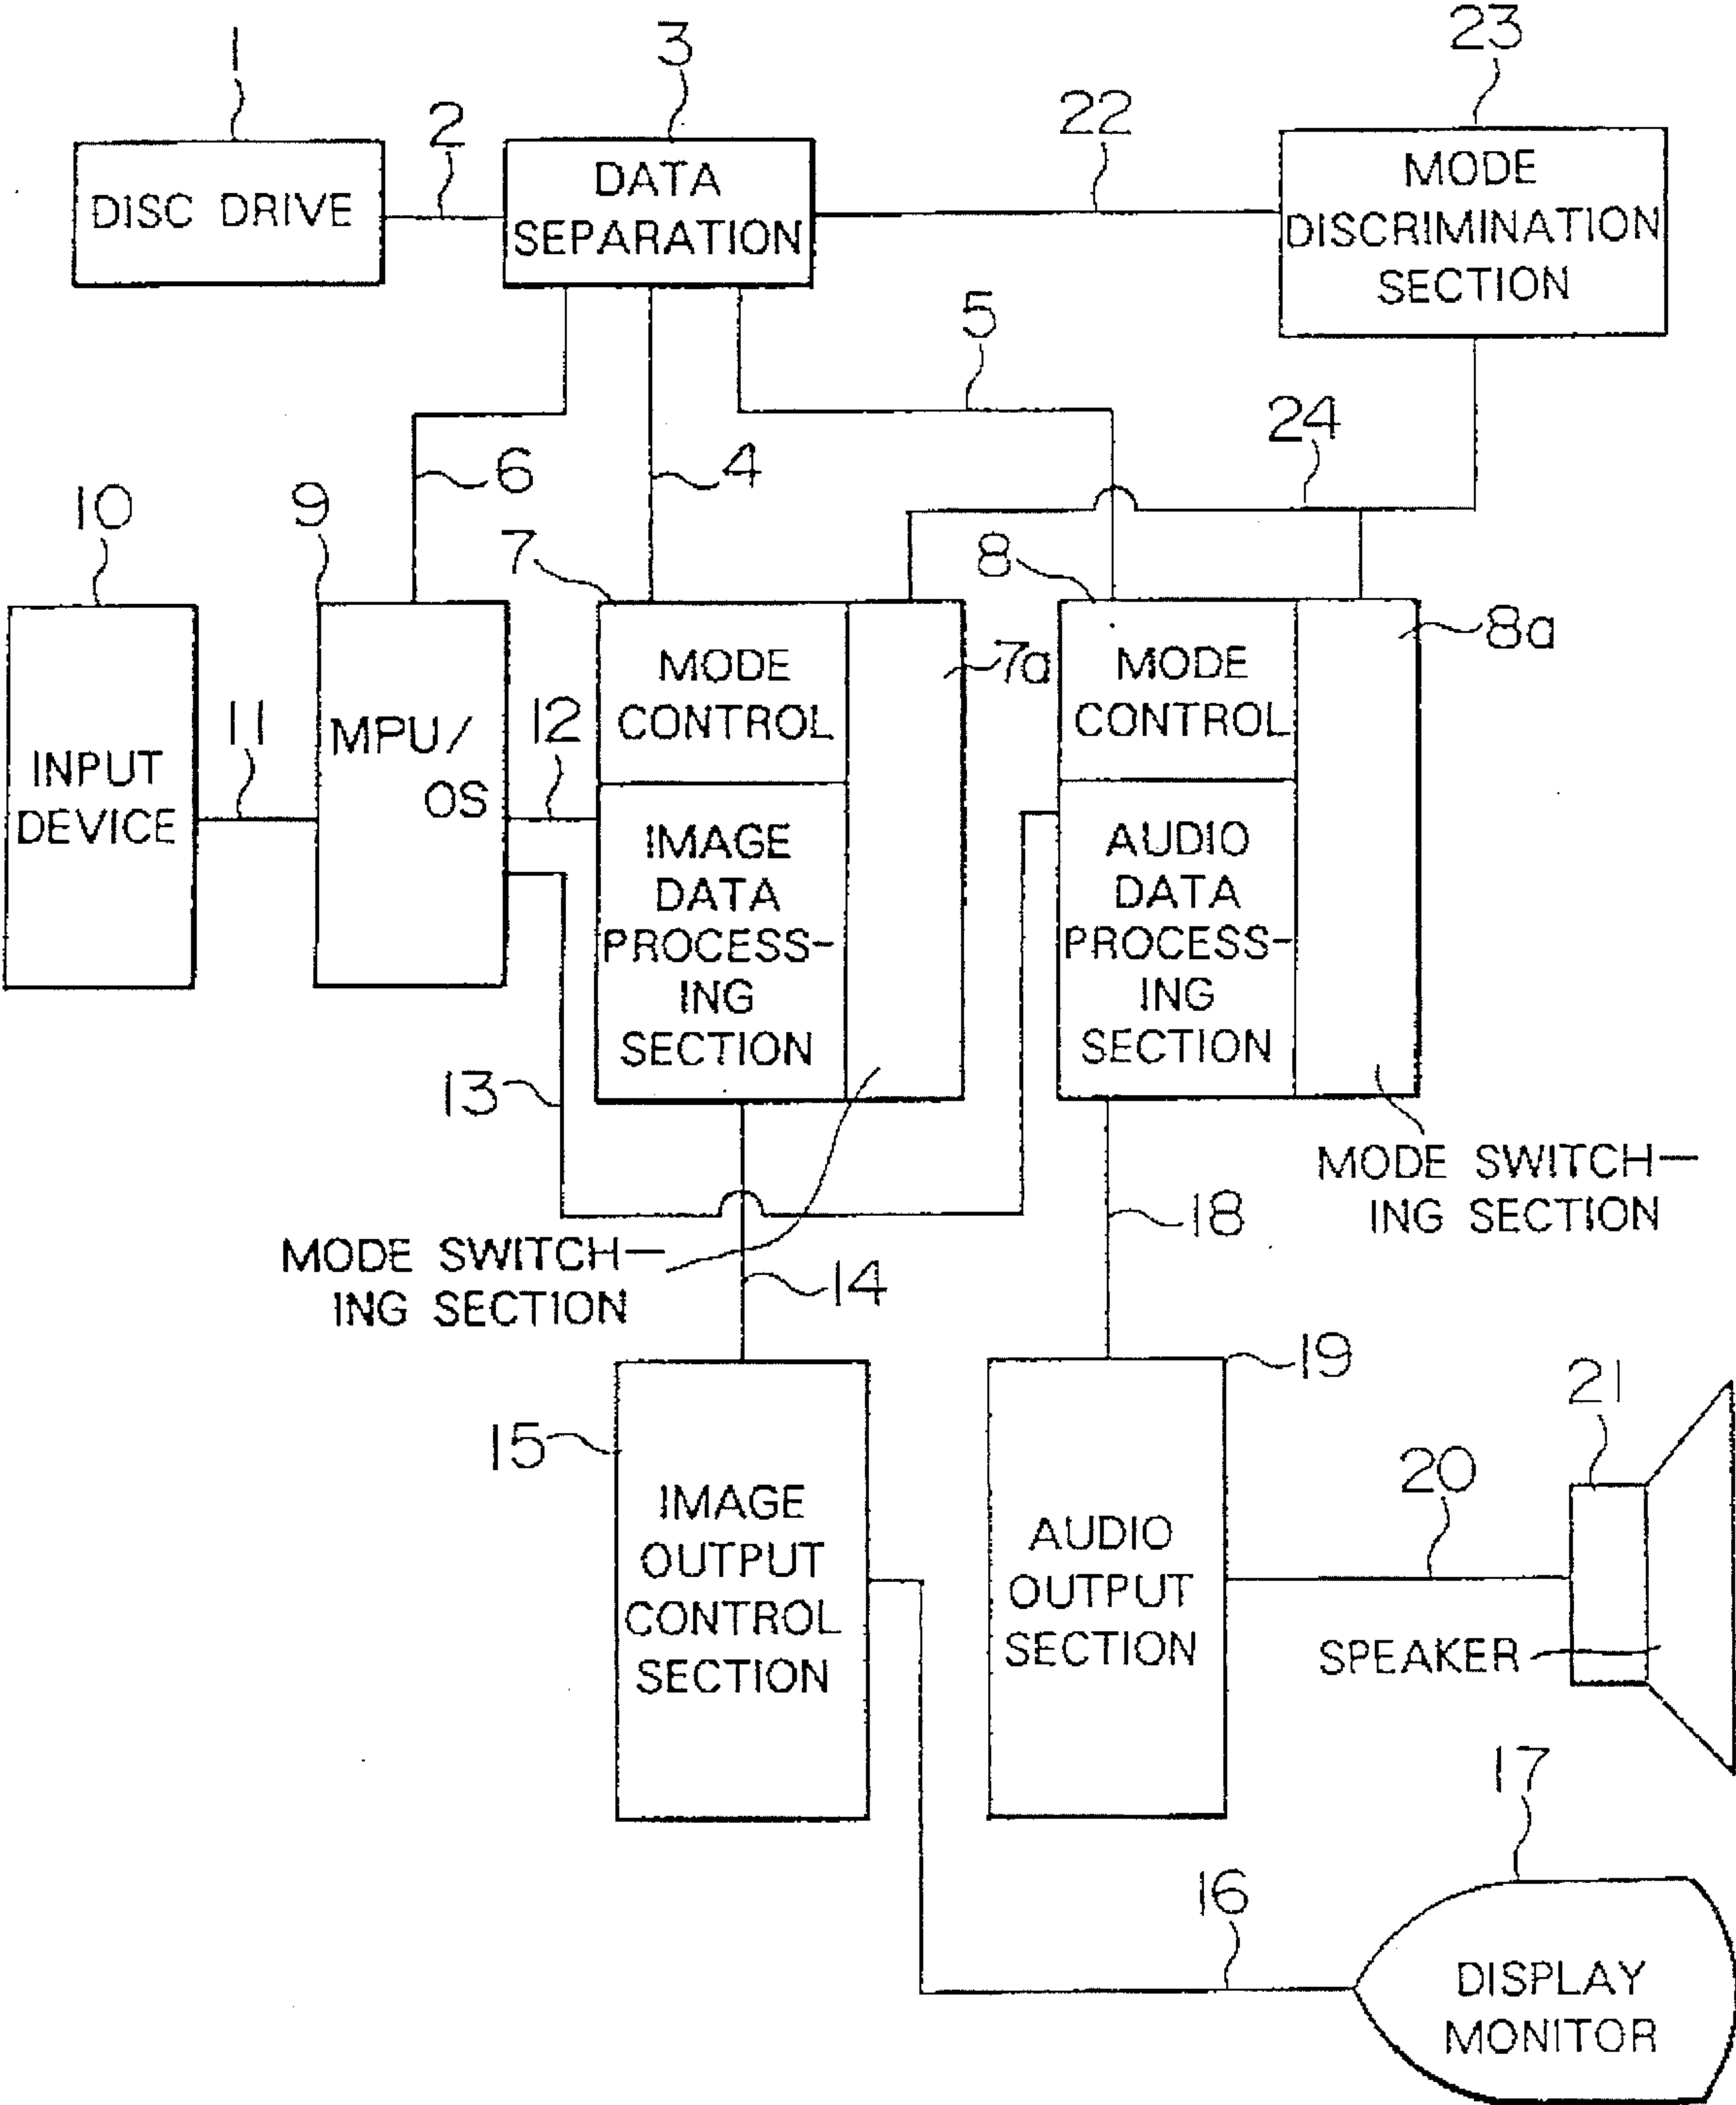 1
2
3
22
23
DISC DRIVE
DATA
SEPARATION
MODE
DISCRIMINATION
SECTION
5
24
6
4
10
9
7
8
7a
8a
INPUT
DEVICE
11
MPU/
OS
12
MODE
CONTROL
IMAGE
DATA
PROCESS-
ING
SECTION
MODE
CONTROL
AUDIO
DATA
PROCESS-
ING
SECTION
13
MODE SWITCH-
ING SECTION
MODE SWITCH-
ING SECTION
14
18
15
IMAGE
OUTPUT
CONTROL
SECTION
19
AUDIO
OUTPUT
SECTION
20
21
SPEAKER
16
17
DISPLAY
MONITOR